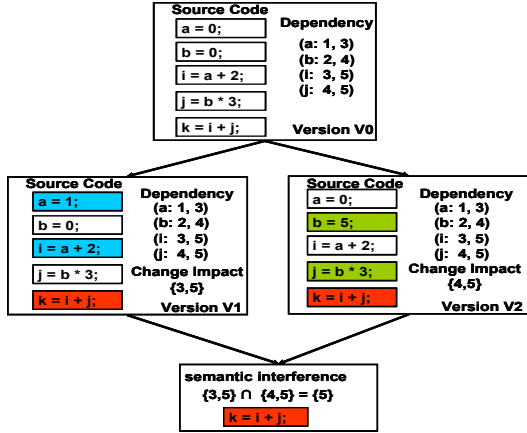 Source Code
a = 0;
b = 0;
i = a + 2;
j = b * 3;
k = i + j;
Dependency
(a: 1, 3)
(b: 2, 4)
(i: 3, 5)
(j: 4, 5)
Version V0
Source Code
a = 1;
b = 0;
i = a + 2;
j = b * 3;
k = i + j;
Dependency
(a: 1, 3)
(b: 2, 4)
(i: 3, 5)
(j: 4, 5)
Change Impact
{3,5}
Version V1
Source Code
a = 0;
b = 5;
i = a + 2;
j = b * 3;
k = i + j;
Dependency
(a: 1, 3)
(b: 2, 4)
(i: 3, 5)
(j: 4, 5)
Change Impact
{4,5}
Version V2
semantic interference
{3,5} ∩ {4,5} = {5}
k = i + j;